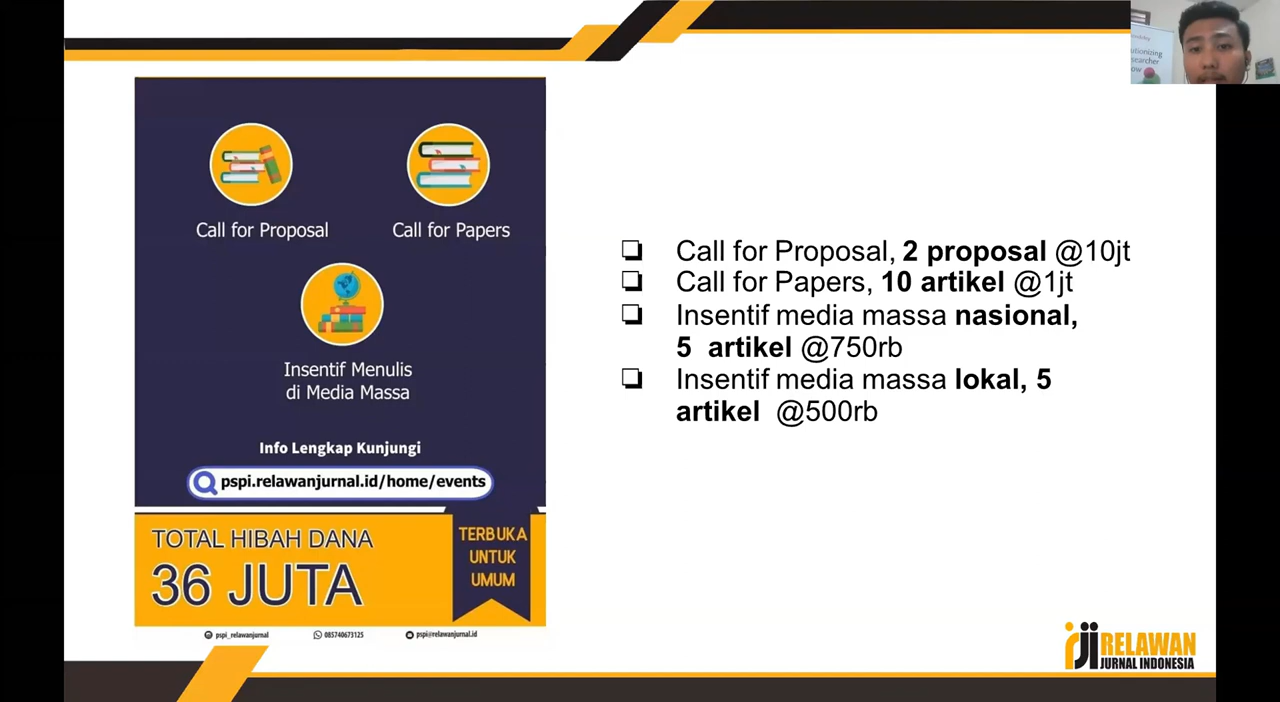 Call for Proposal
Call for Papers
Insentif Menulis
di Media Massa
Info Lengkap Kunjungi
pspi.relawanjurnal.id/home/events
TOTAL HIBAH DANA
36 JUTA
TERBUKA
UNTUK
UMUM
pspi_relawanjurnal
085740673125
pspi@relawanjurnal.id
❏ Call for Proposal, 2 proposal @10jt
❏ Call for Papers, 10 artikel @1jt
❏ Insentif media massa nasional,
5 artikel @750rb
❏ Insentif media massa lokal, 5
artikel @500rb
RELAWAN
JURNAL INDONESIA